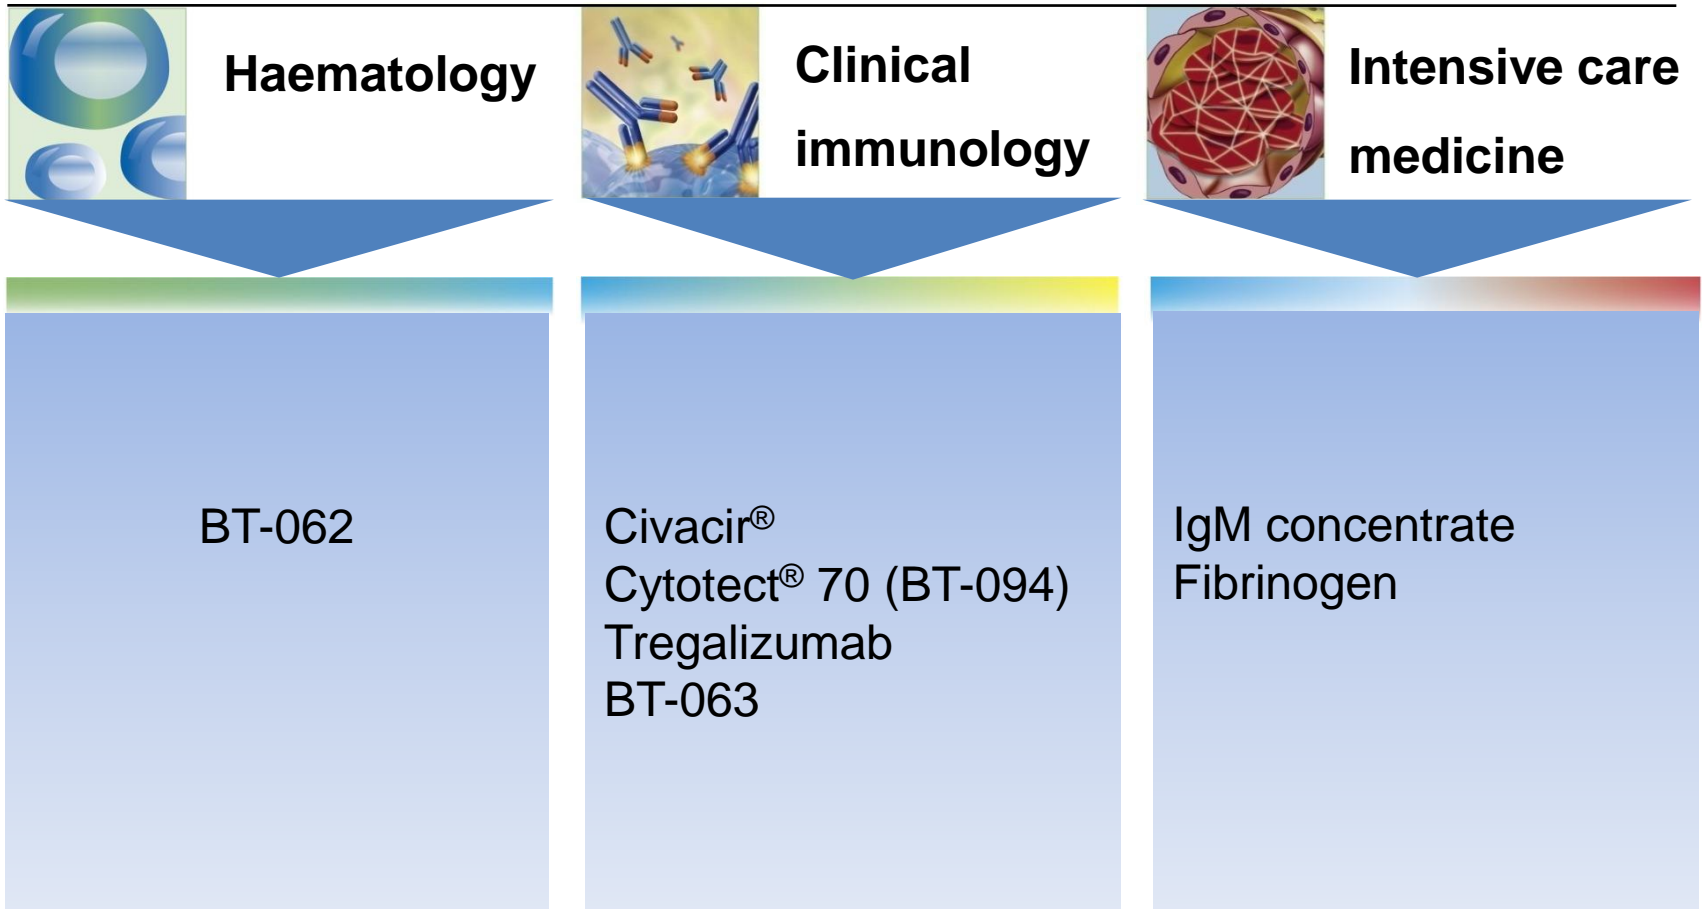 Haematology
Clinical
immunology
Intensive care
medicine
BT-062
Civacir®
Cytotect® 70 (BT-094)
Tregalizumab
BT-063
IgM concentrate
Fibrinogen